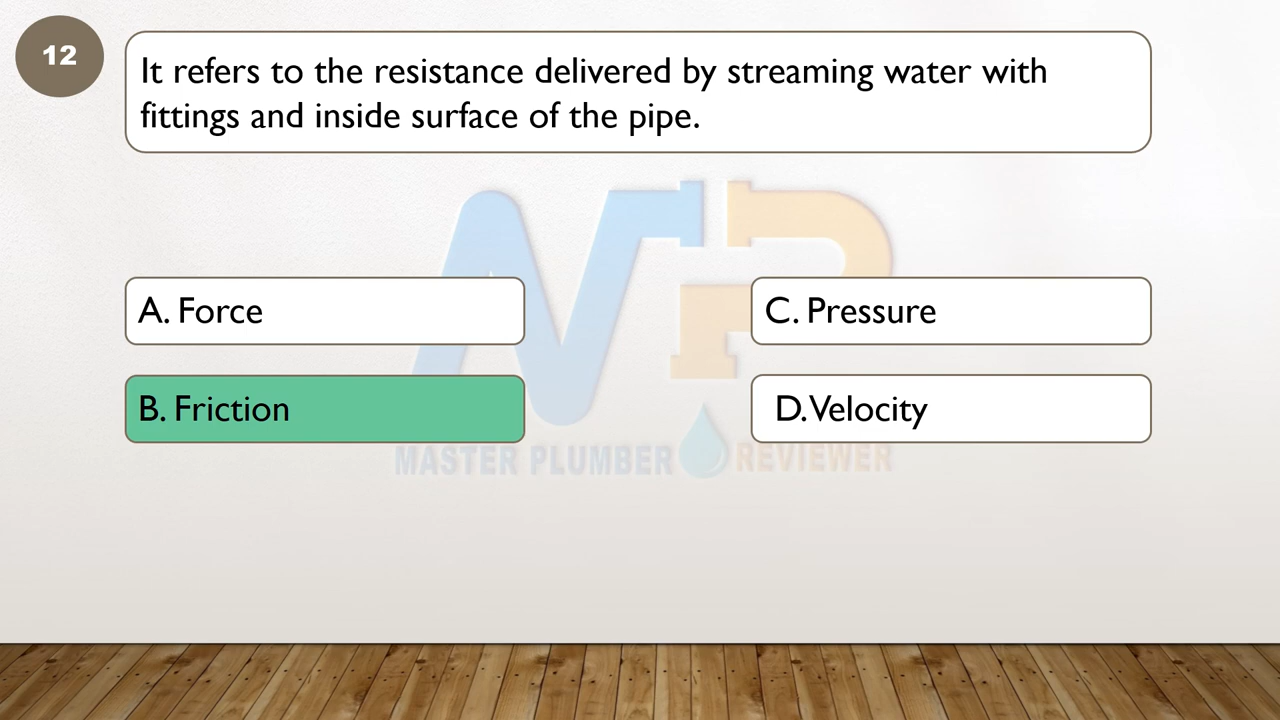 12
It refers to the resistance delivered by streaming water with
fittings and inside surface of the pipe.
A. Force
C. Pressure
B. Friction
D. Velocity
MASTER PLUMBER REVIEWER